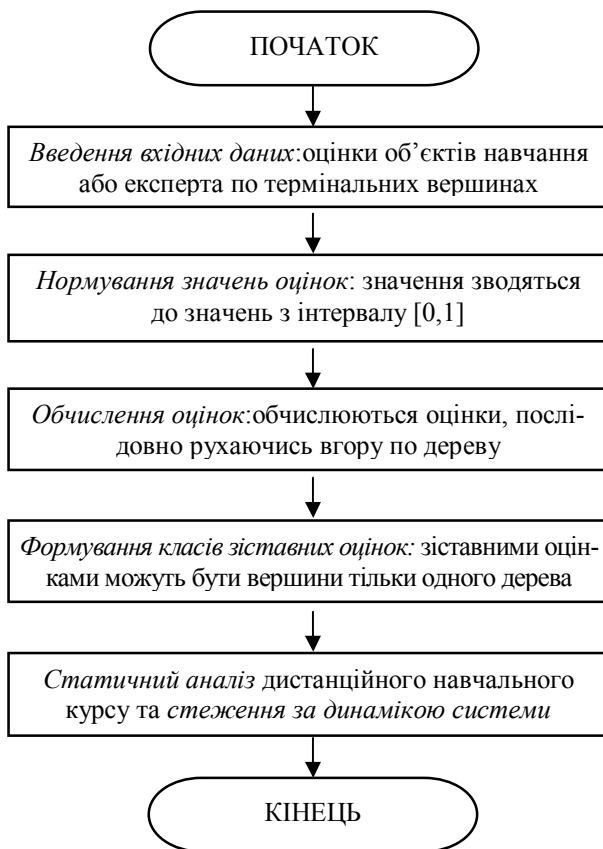 ПОЧАТОК
Введення вхідних даних:оцінки об’єктів навчання
або експерта по термінальних вершинах
Нормування значень оцінок: значення зводяться
до значень з інтервалу [0,1]
Обчислення оцінок:обчислюються оцінки, послі-
довно рухаючись вгору по дереву
Формування класів зіставних оцінок: зіставними оцін-
ками можуть бути вершини тільки одного дерева
Статичний аналіз дистанційного навчального
курсу та стеження за динамікою системи
КІНЕЦЬ